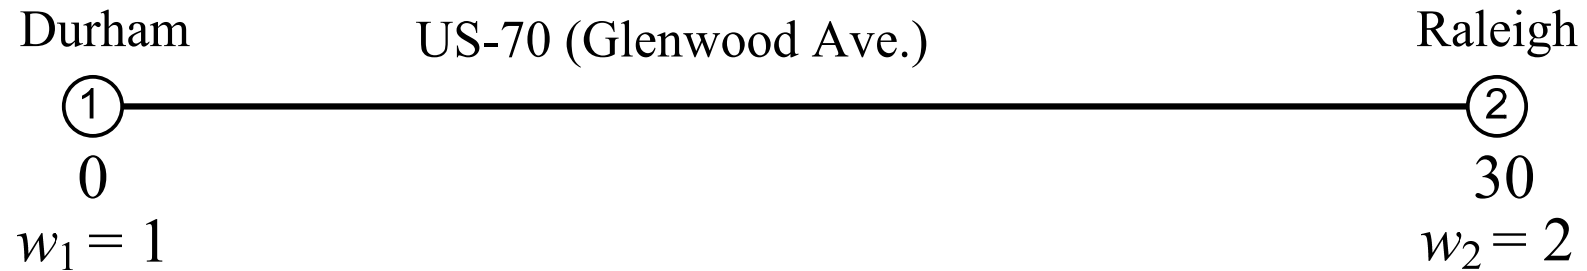 Durham US-70 (Glenwood Ave.) Raleigh
1 2
0 30
w1 = 1 w2 = 2